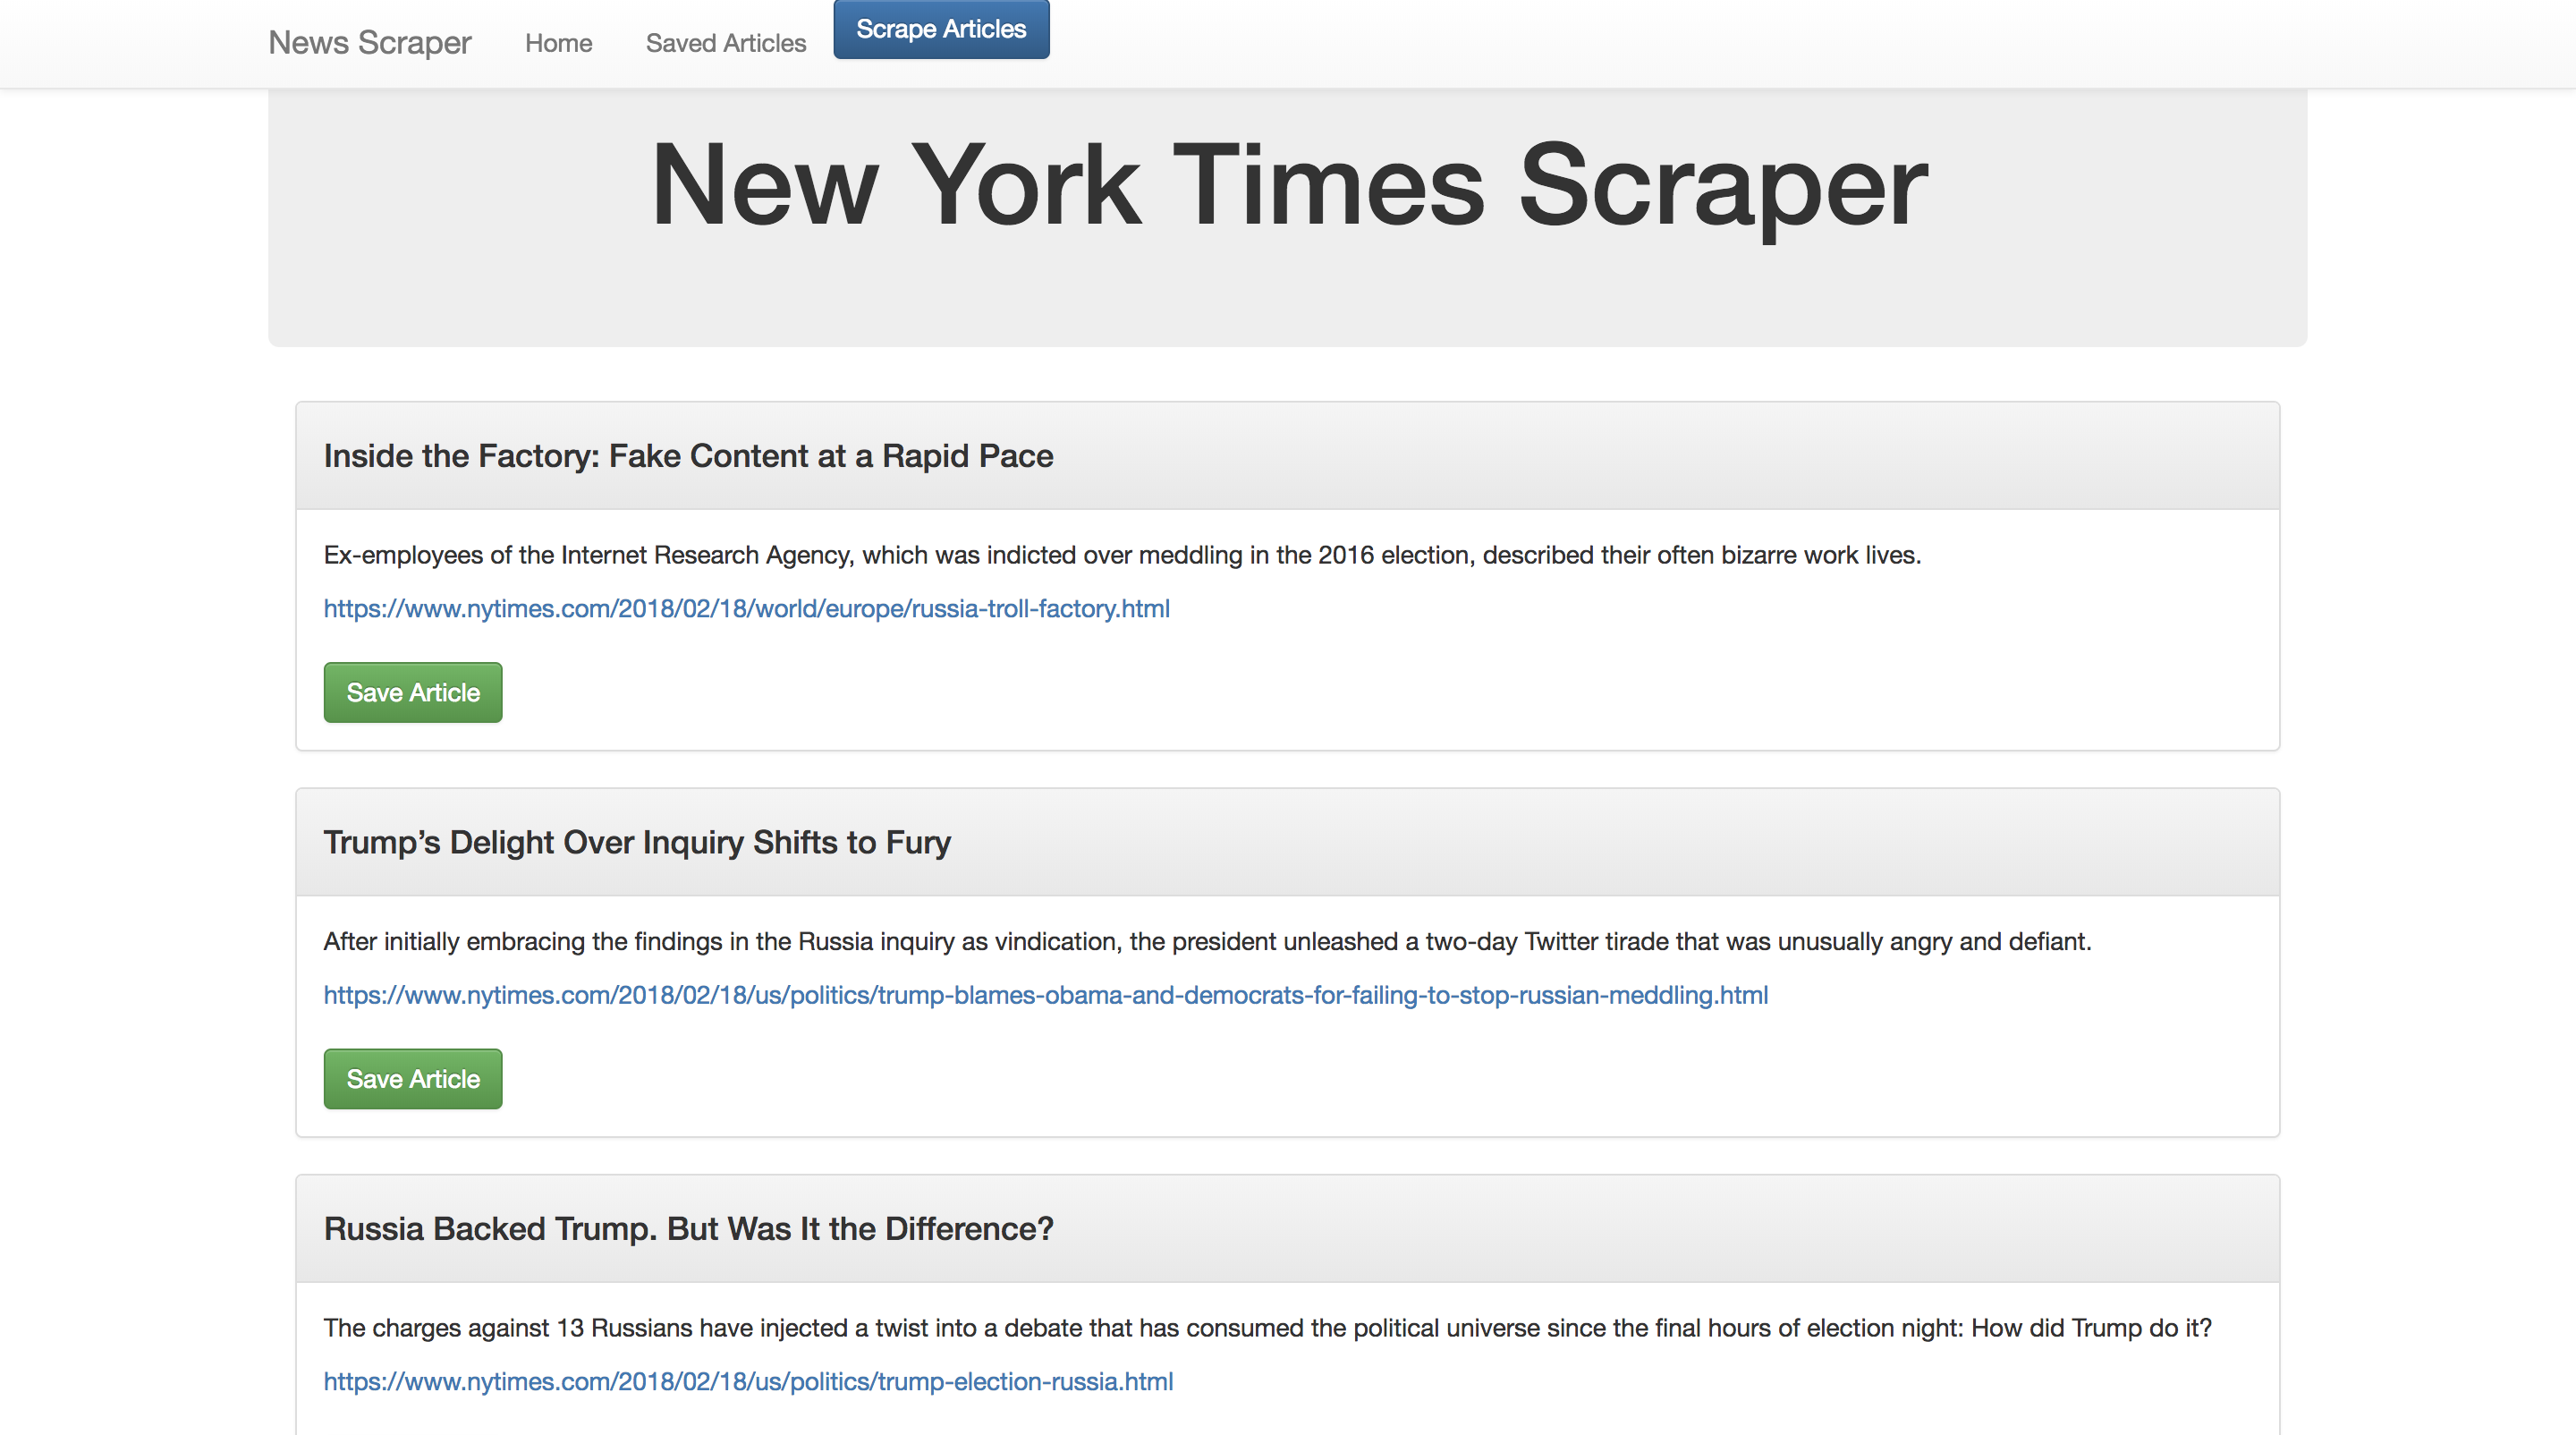 News Scraper Home Saved Articles Scrape Articles
New York Times Scraper
Inside the Factory: Fake Content at a Rapid Pace
Ex-employees of the Internet Research Agency, which was indicted over meddling in the 2016 election, described their often bizarre work lives.
https://www.nytimes.com/2018/02/18/world/europe/russia-troll-factory.html
Save Article
Trump’s Delight Over Inquiry Shifts to Fury
After initially embracing the findings in the Russia inquiry as vindication, the president unleashed a two-day Twitter tirade that was unusually angry and defiant.
https://www.nytimes.com/2018/02/18/us/politics/trump-blames-obama-and-democrats-for-failing-to-stop-russian-meddling.html
Save Article
Russia Backed Trump. But Was It the Difference?
The charges against 13 Russians have injected a twist into a debate that has consumed the political universe since the final hours of election night: How did Trump do it?
https://www.nytimes.com/2018/02/18/us/politics/trump-election-russia.html